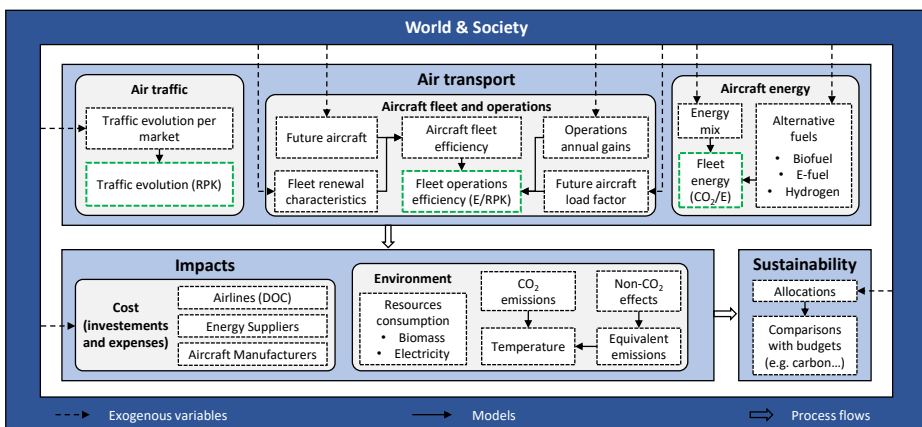 World & Society
Air transport
Air traffic
Traffic evolution per
market
Traffic evolution (RPK)
Aircraft fleet and operations
Future aircraft
Fleet renewal
characteristics
Aircraft fleet
efficiency
Fleet operations
efficiency (E/RPK)
Operations
annual gains
Future aircraft
load factor
Aircraft energy
Energy
mix
Fleet
energy
(CO₂/E)
Alternative
fuels
• Biofuel
• E-fuel
• Hydrogen
Impacts
Cost
(investements
and expenses)
Airlines (DOC)
Energy Suppliers
Aircraft Manufacturers
Environment
Resources
consumption
• Biomass
• Electricity
CO₂
emissions
Temperature
Non-CO₂
effects
Equivalent
emissions
Sustainability
Allocations
Comparisons
with budgets
(e.g. carbon…)
Exogenous variables
Models
Process flows